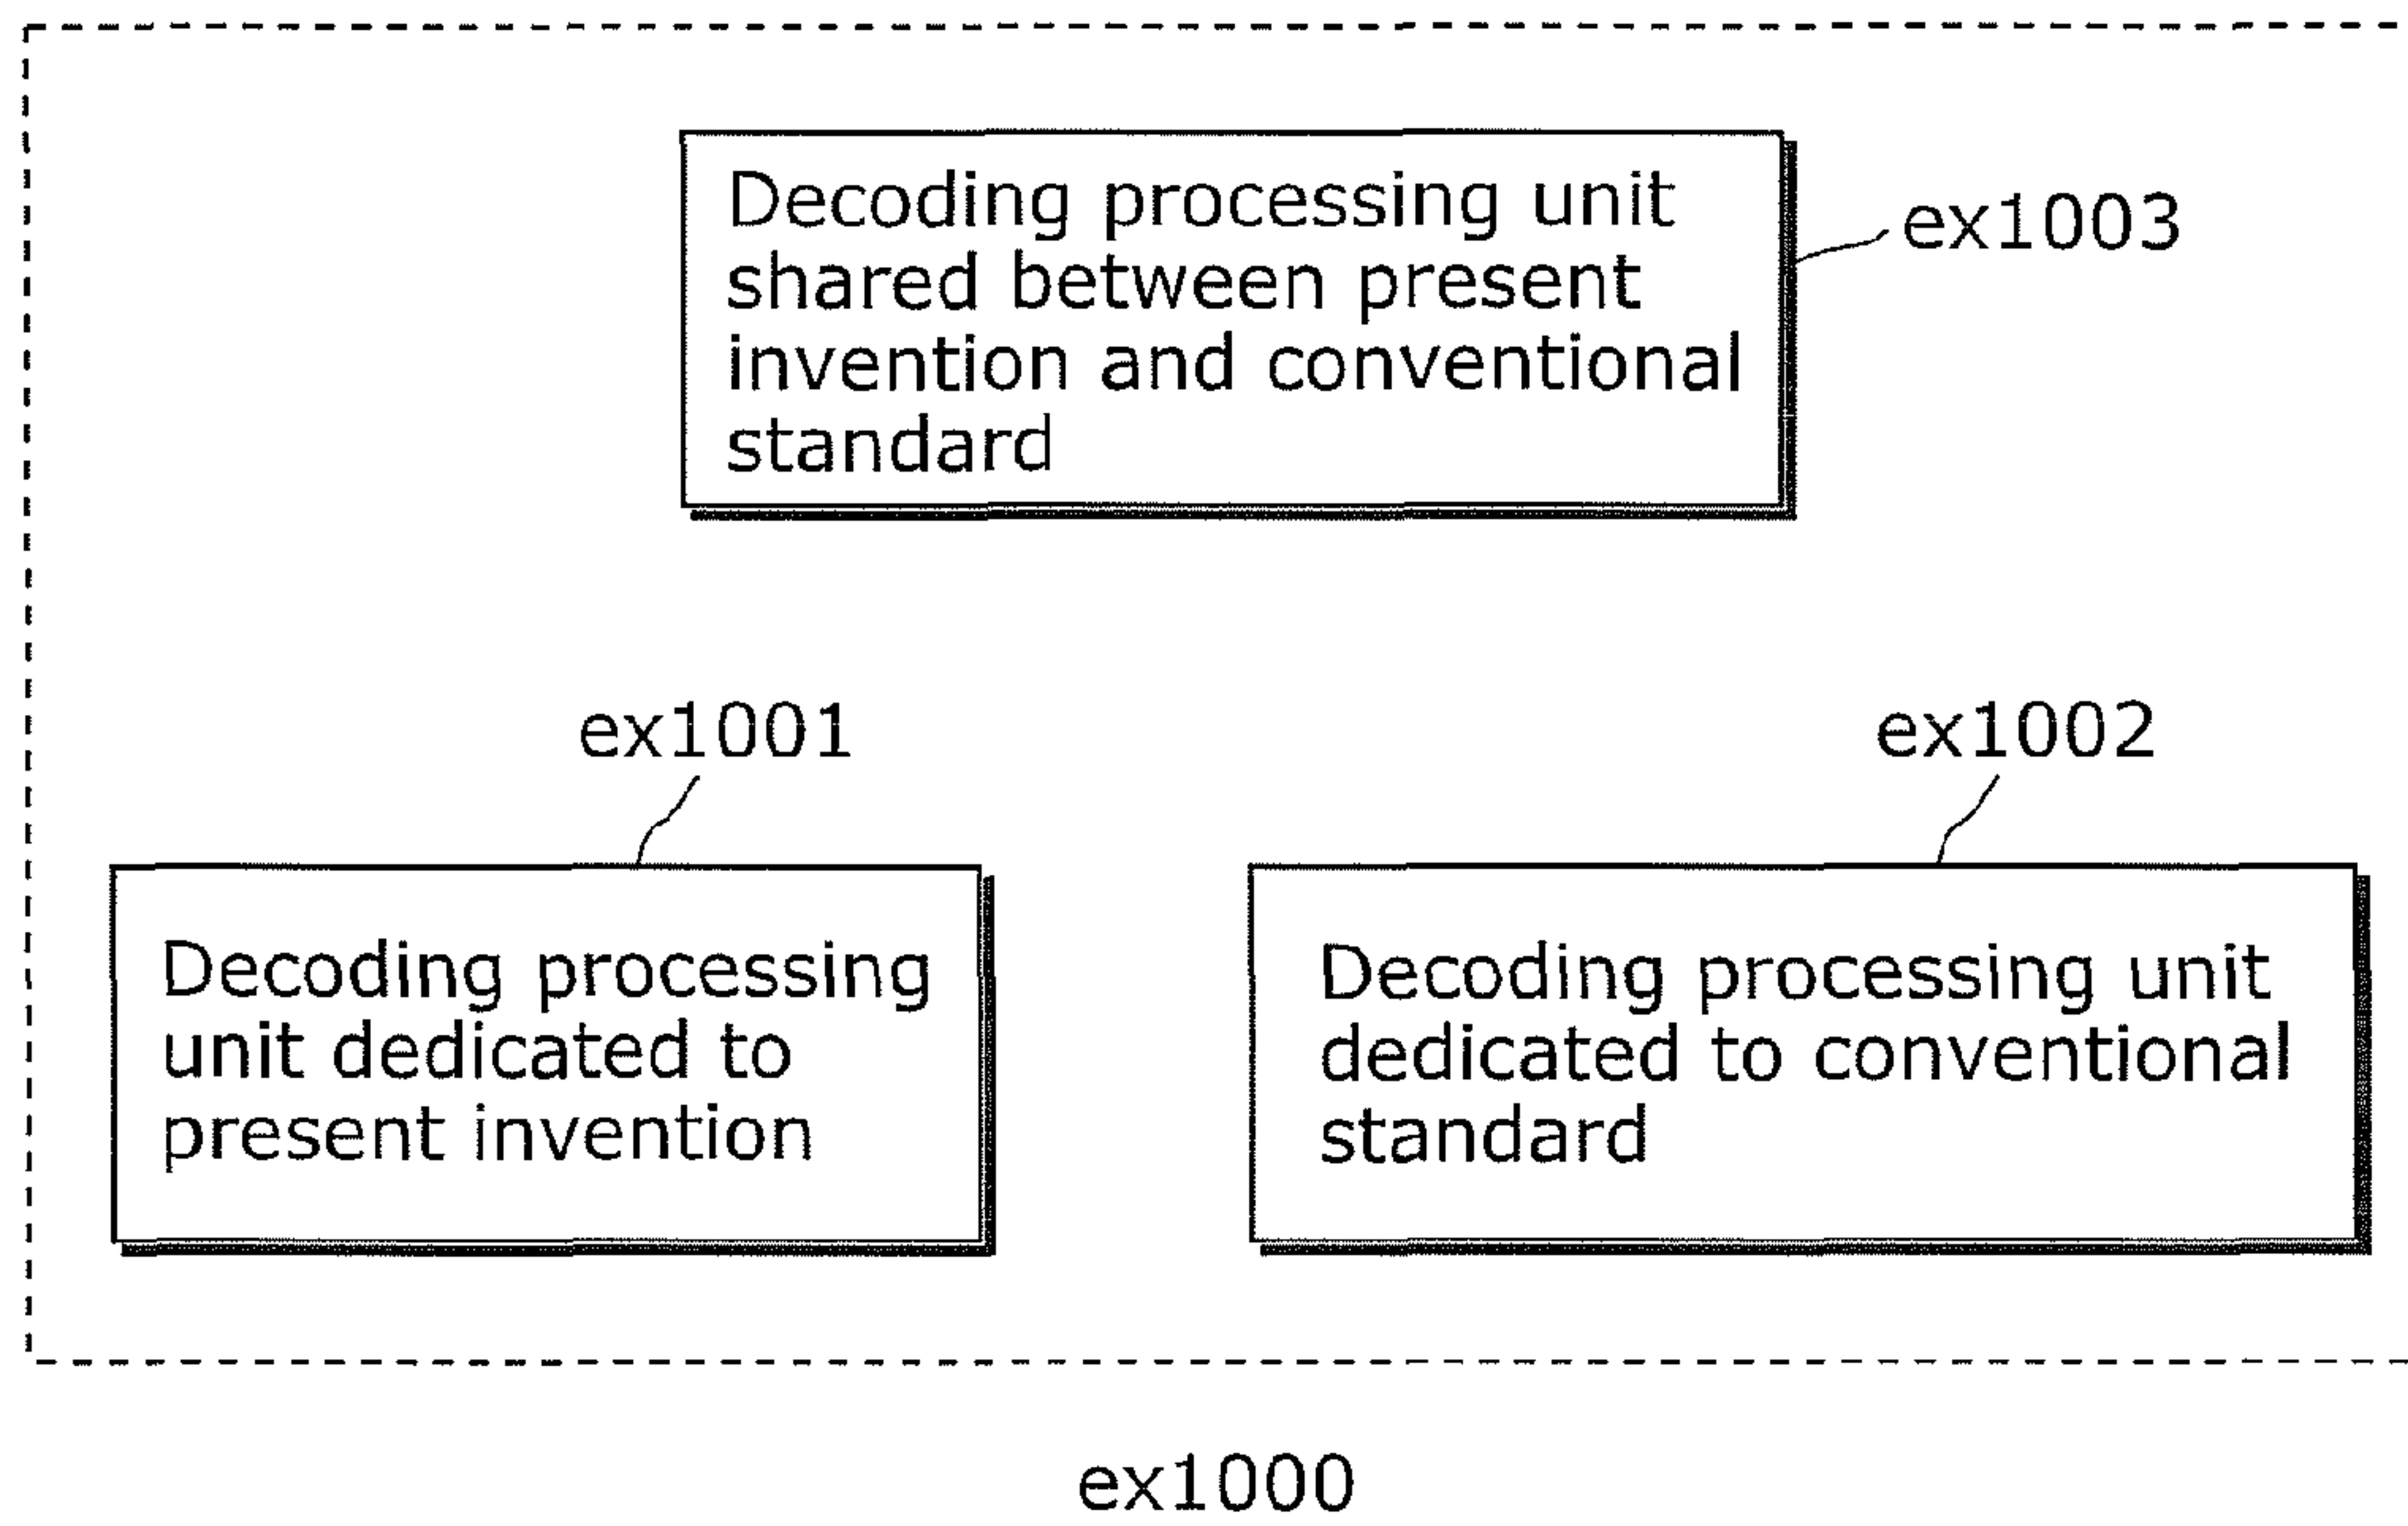 Decoding processing unit
shared between present
invention and conventional
standard
ex1003
ex1001
ex1002
Decoding processing
unit dedicated to
present invention
Decoding processing unit
dedicated to conventional
standard
ex1000